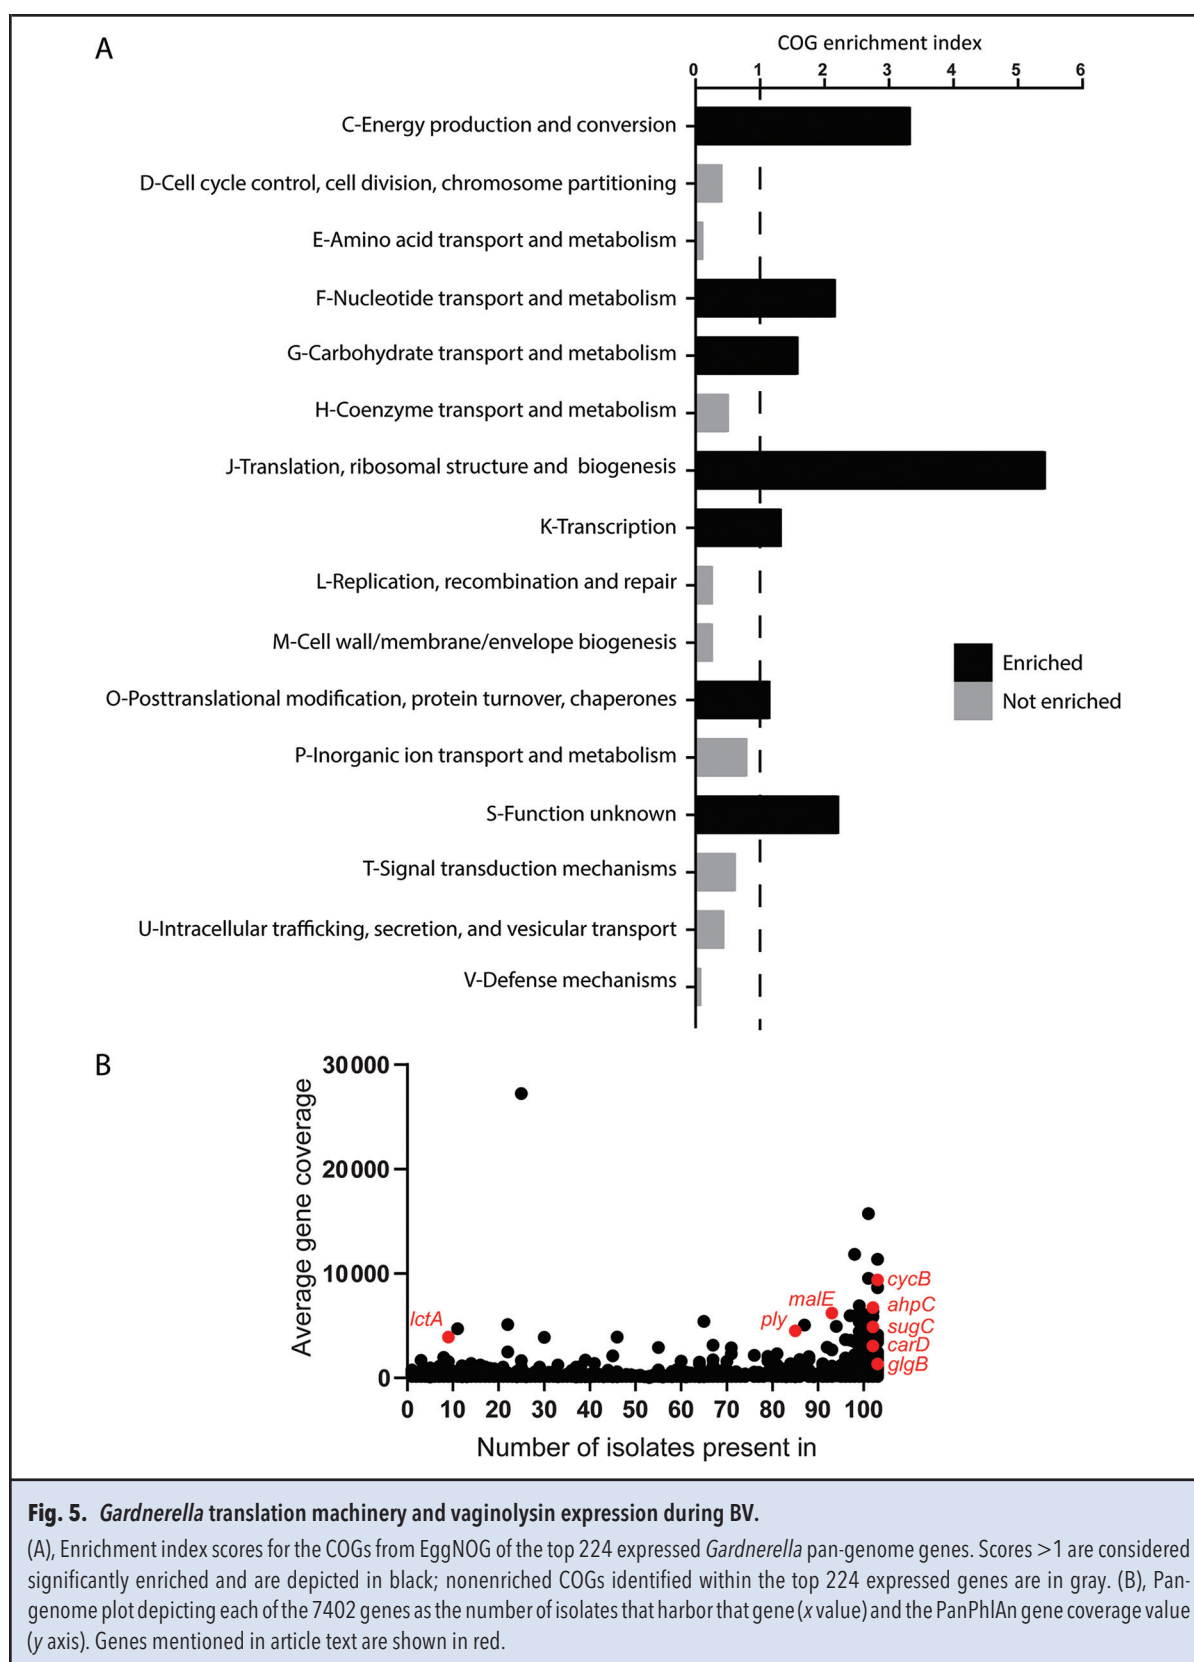 A
COG enrichment index
0 1 2 3 4 5 6
C-Energy production and conversion
D-Cell cycle control, cell division, chromosome partitioning
E-Amino acid transport and metabolism
F-Nucleotide transport and metabolism
G-Carbohydrate transport and metabolism
H-Coenzyme transport and metabolism
J-Translation, ribosomal structure and biogenesis
K-Transcription
L-Replication, recombination and repair
M-Cell wall/membrane/envelope biogenesis
Enriched
O-Posttranslational modification, protein turnover, chaperones
Not enriched
P-Inorganic ion transport and metabolism
S-Function unknown
T-Signal transduction mechanisms
U-Intracellular trafficking, secretion, and vesicular transport
V-Defense mechanisms
B
Average gene coverage
30000
20000
10000
0
lctA
ply
malE
cycB
ahpC
sugC
carD
glgB
0 10 20 30 40 50 60 70 80 90 100
Number of isolates present in
Fig. 5. Gardnerella translation machinery and vaginolysin expression during BV.
(A), Enrichment index scores for the COGs from EggNOG of the top 224 expressed Gardnerella pan-genome genes. Scores >1 are considered
significantly enriched and are depicted in black; nonenriched COGs identified within the top 224 expressed genes are in gray. (B), Pan-
genome plot depicting each of the 7402 genes as the number of isolates that harbor that gene (x value) and the PanPhlAn gene coverage value
(y axis). Genes mentioned in article text are shown in red.